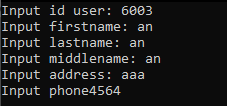 Input id user: 6003
Input firstname: an
Input lastname: an
Input middlename: an
Input address: aaa
Input phone4564